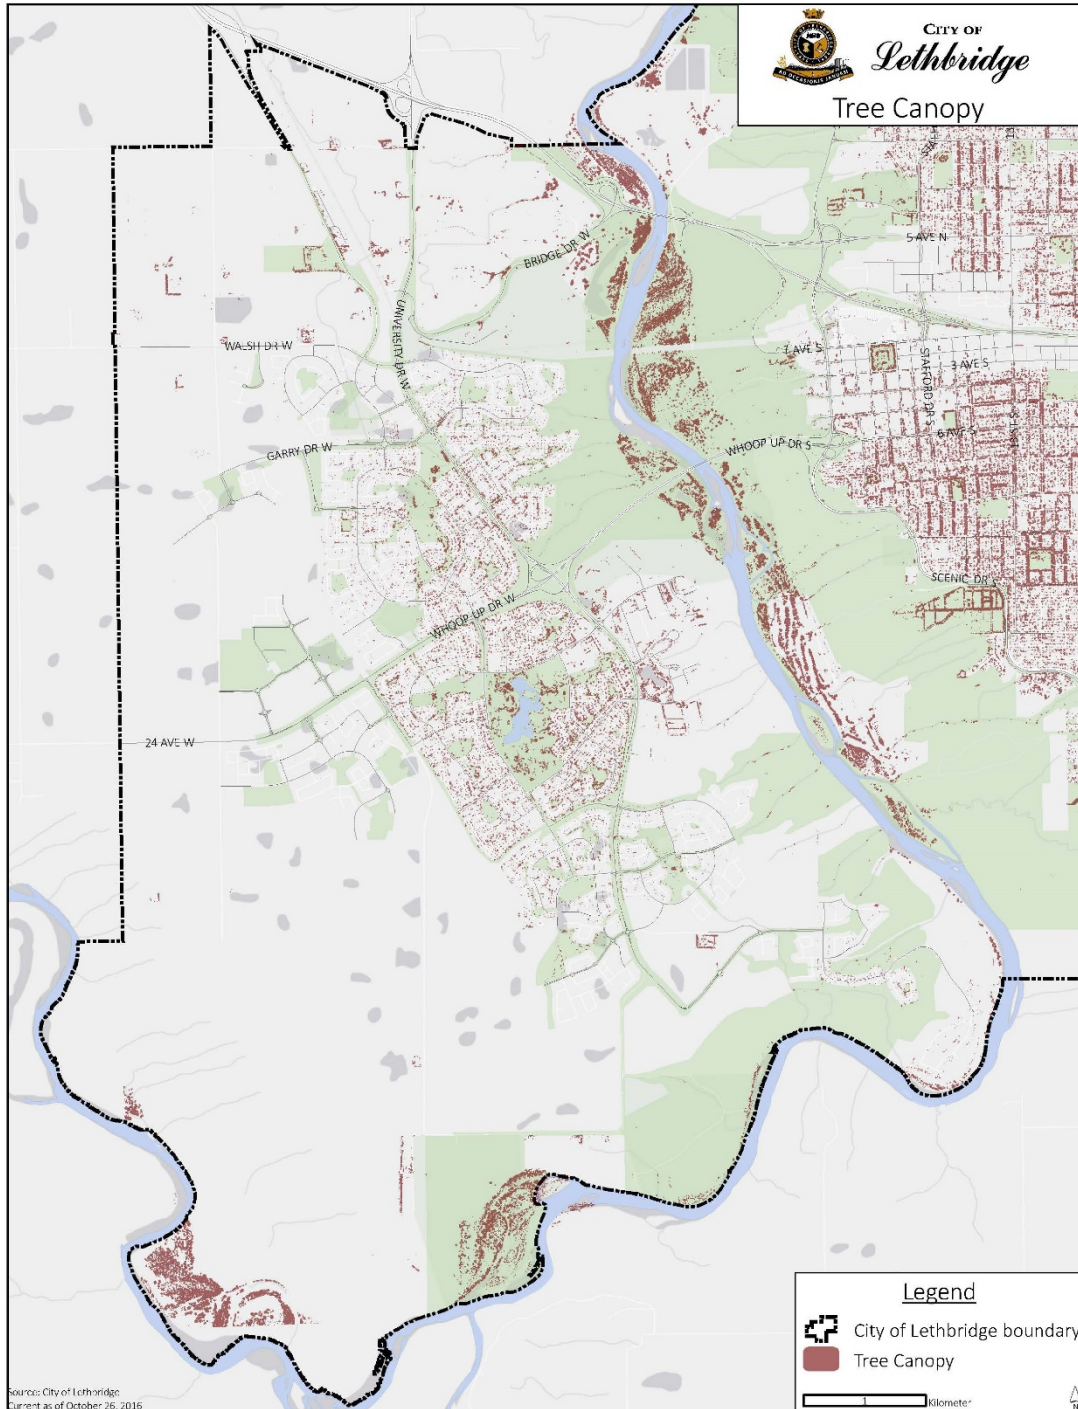 CITY OF
Lethbridge
Tree Canopy
5 AVE N
BRIDGE DR W
UNIVERSITY DR W
WALSH DR W
1 AVE S
3 AVE S
STAFFORD DR S
6 AVE S
GARRY DR W
WHOOP UP DR S
SCENIC DR S
WHOOP UP DR W
24 AVE W
Legend
City of Lethbridge boundary
Tree Canopy
1 Kilometer
N
Source: City of Lethbridge
Current as of October 26, 2016